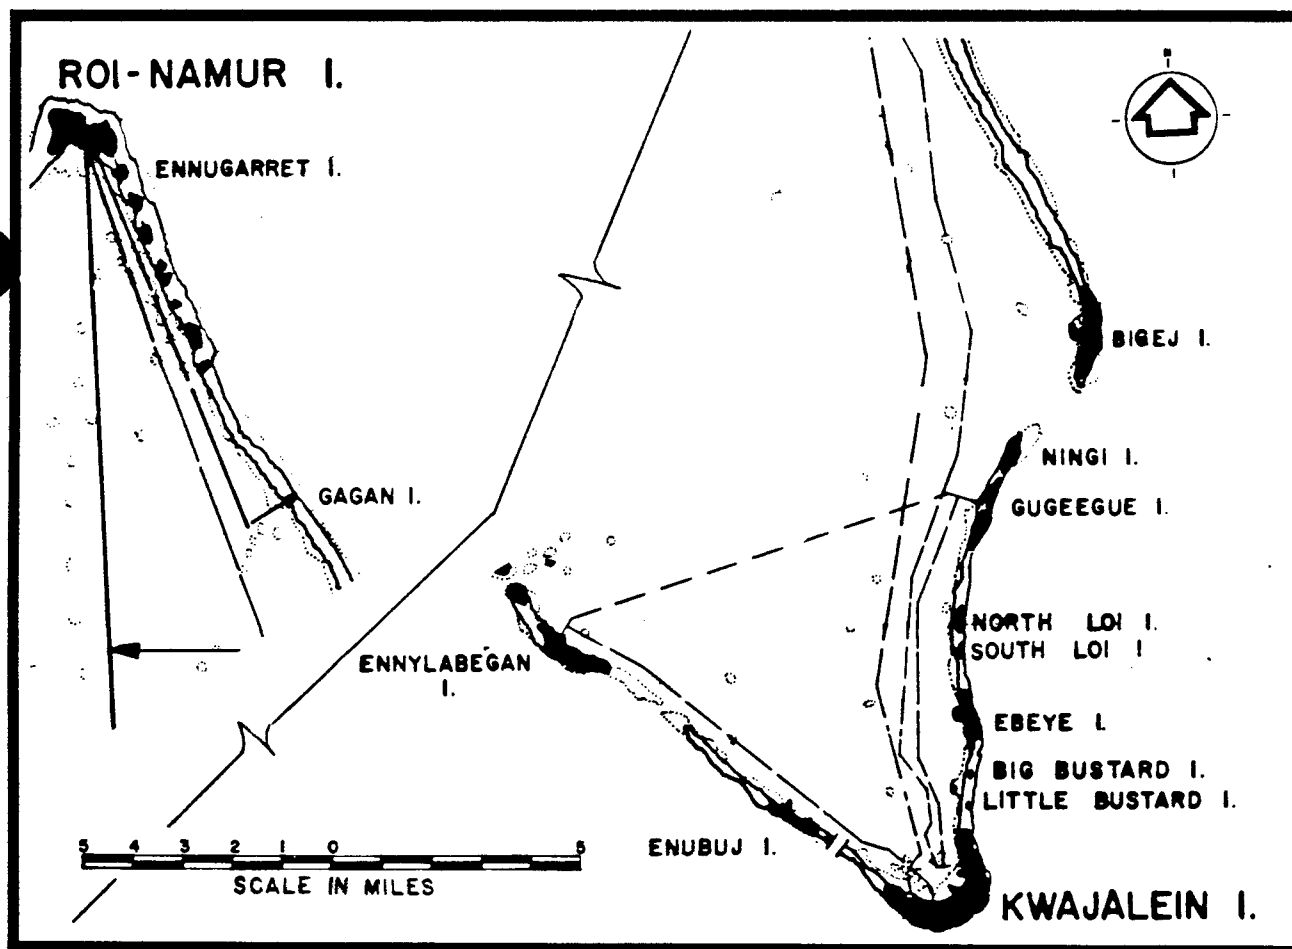 ROI-NAMUR I.
N
ENNUGARRET I.
BIGEJ I.
NINGI I.
GAGAN I.
GUGEEGUE I.
NORTH LOI I.
SOUTH LOI I
ENNYLABEGAN
I.
EBEYE I.
BIG BUSTARD I.
LITTLE BUSTARD I.
ENUBUJ I.
5 4 3 2 1 0 5
SCALE IN MILES
KWAJALEIN I.